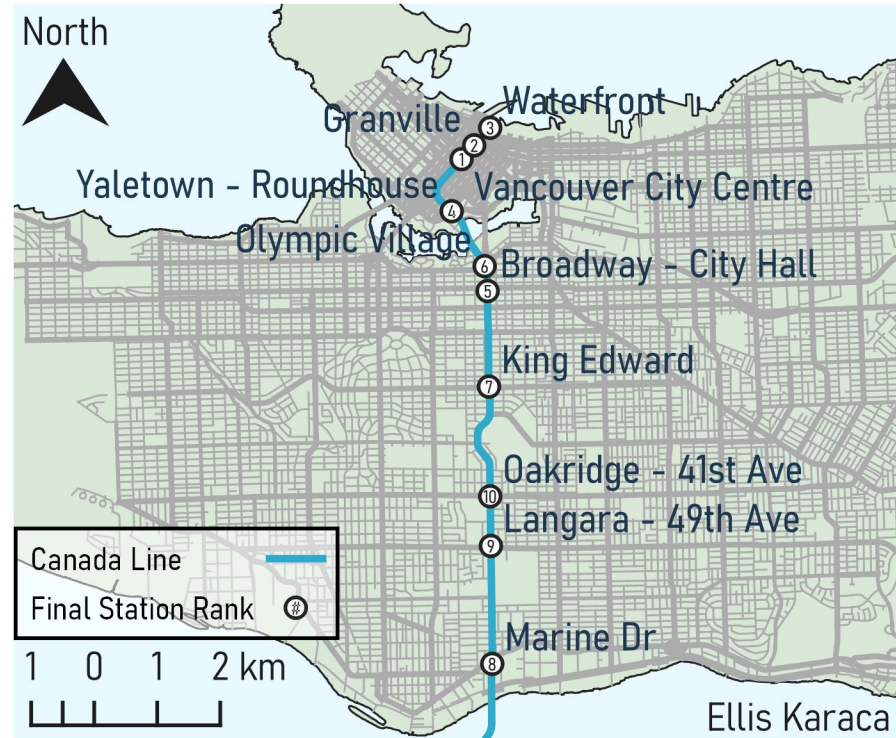 North
Waterfront
Granville
3
2
1
Yaletown - Roundhouse
Vancouver City Centre
4
Olympic Village
6
Broadway - City Hall
5
King Edward
7
Oakridge - 41st Ave
10
Langara - 49th Ave
9
Canada Line
Final Station Rank #
Marine Dr
8
1 0 1 2 km
Ellis Karaca